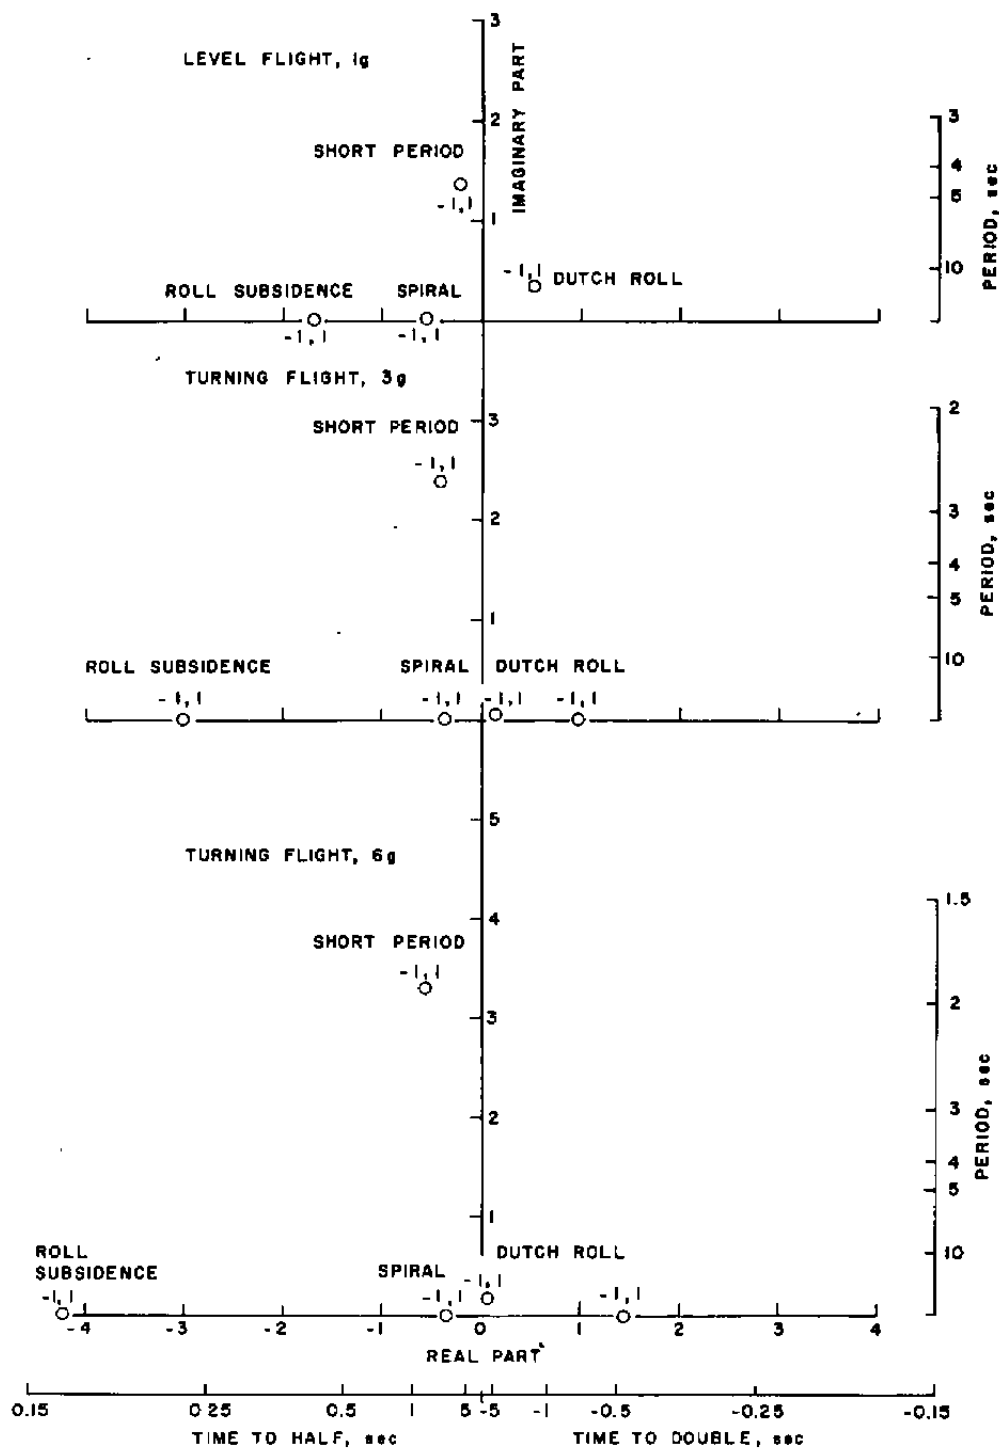 3
LEVEL FLIGHT, 1g
IMAGINARY PART
2
3
SHORT PERIOD
4
-1,1
5
1
PERIOD, sec
-1,1
DUTCH ROLL
10
ROLL SUBSIDENCE
SPIRAL
-1,1
-1,1
TURNING FLIGHT, 3g
2
3
SHORT PERIOD
-1,1
2
3
PERIOD, sec
4
5
1
ROLL SUBSIDENCE
SPIRAL
DUTCH ROLL
10
-1,1
-1,1
-1,1
-1,1
5
TURNING FLIGHT, 6g
1.5
4
SHORT PERIOD
-1,1
3
2
PERIOD, sec
2
3
4
5
1
ROLL
SUBSIDENCE
DUTCH ROLL
10
SPIRAL
-1,1
-1,1
-1,1
-1,1
-4 -3 -2 -1 0 1 2 3 4
REAL PART
0.15 0.25 0.5 1 5 -5 -1 -0.5 -0.25 -0.15
TIME TO HALF, sec
TIME TO DOUBLE, sec